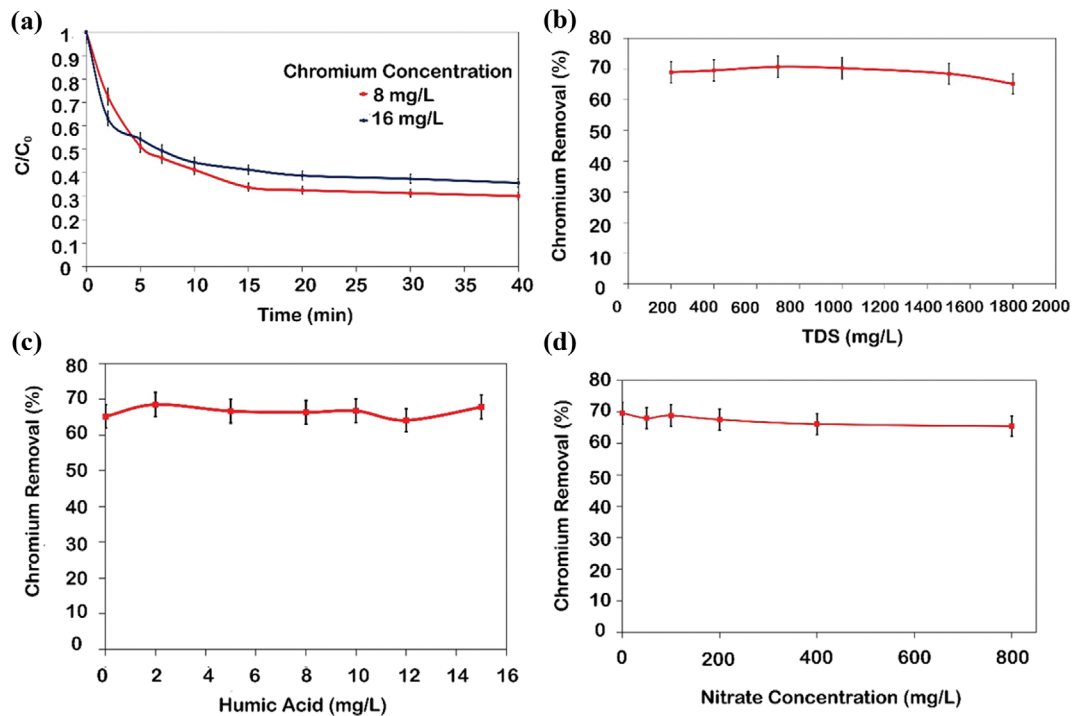 (a)
1
0.9
0.8
0.7
0.6
0.5
0.4
0.3
0.2
0.1
0
C/C₀
Chromium Concentration
8 mg/L
16 mg/L
0 5 10 15 20 25 30 35 40
Time (min)
(b)
80
70
60
50
40
30
20
10
0
Chromium Removal (%)
0 200 400 600 800 1000 1200 1400 1600 1800 2000
TDS (mg/L)
(c)
80
70
60
50
40
30
20
10
0
Chromium Removal (%)
0 2 4 6 8 10 12 14 16
Humic Acid (mg/L)
(d)
80
70
60
50
40
30
20
10
0
Chromium Removal (%)
0 200 400 600 800
Nitrate Concentration (mg/L)